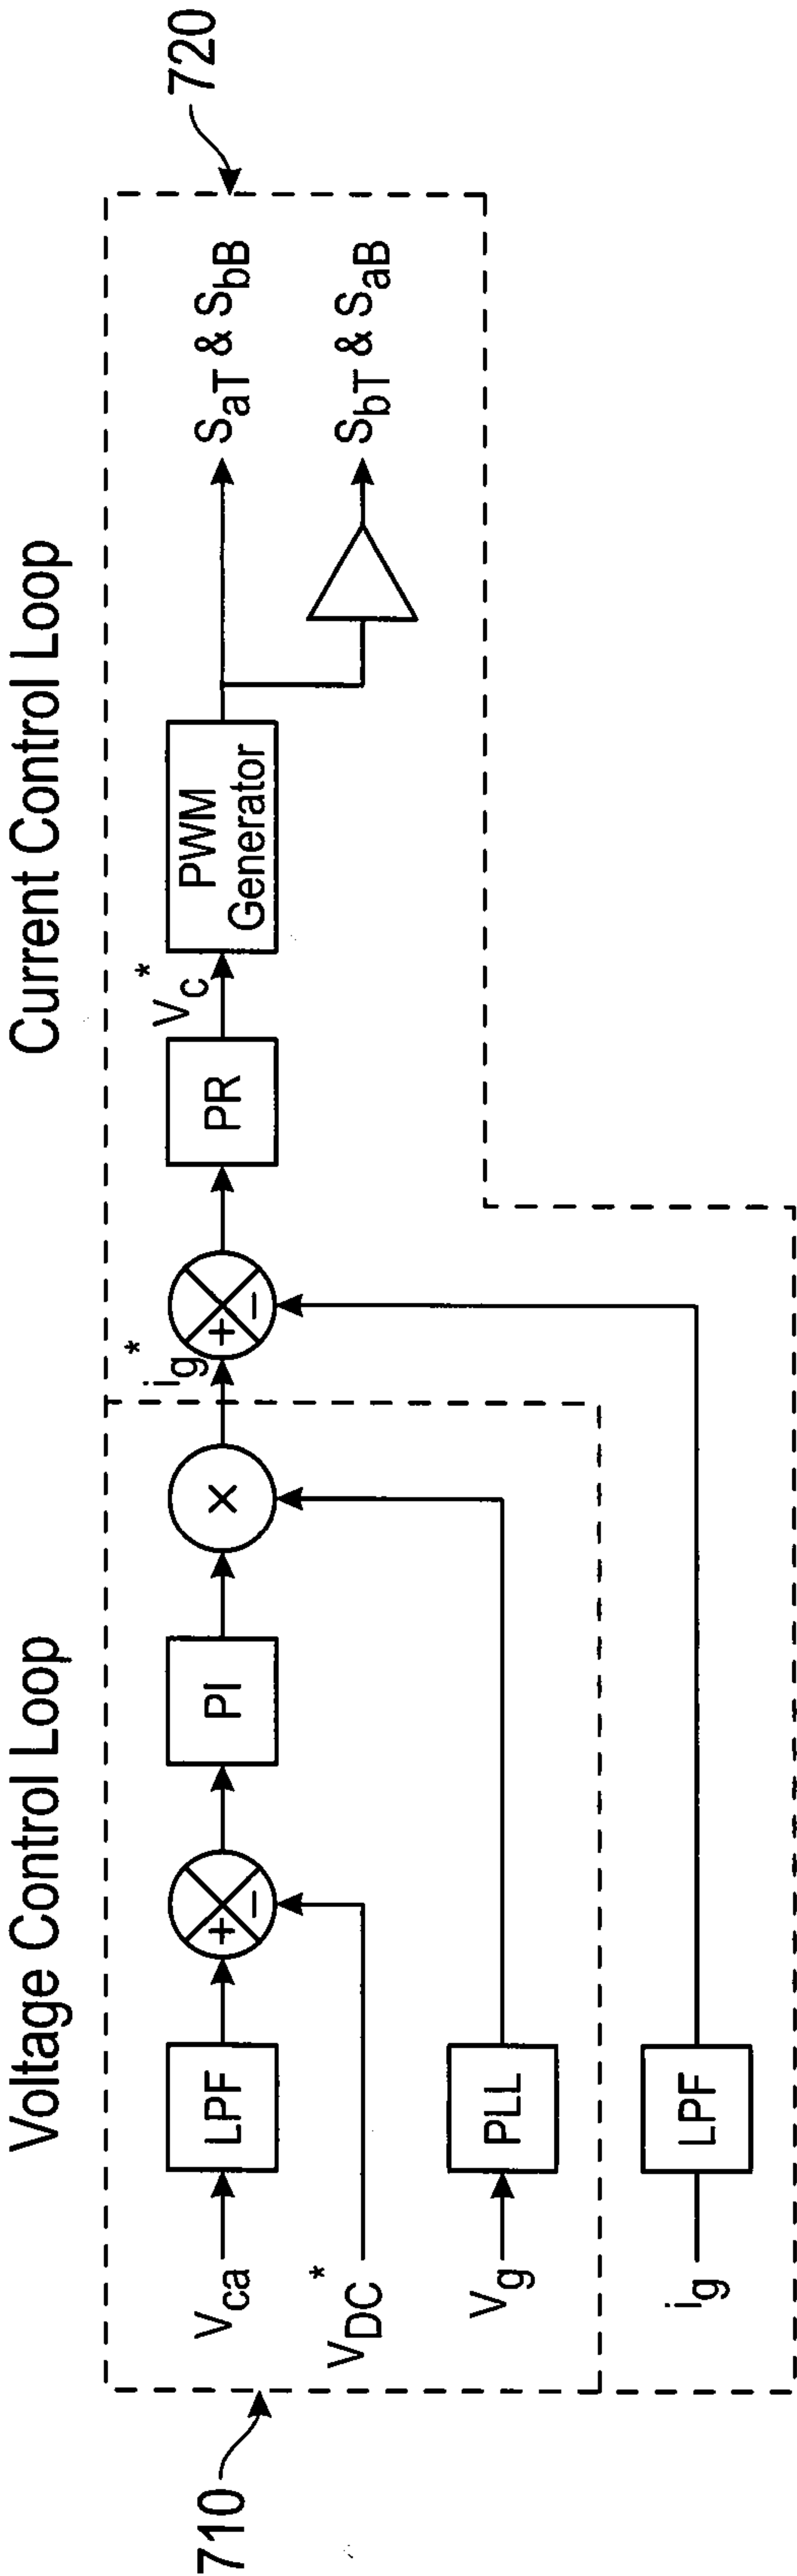 Voltage Control Loop
Current Control Loop
710
720
Vca
LPF
+
−
PI
×
ig*
+
−
PR
Vc*
PWM
Generator
SaT & SbB
SbT & SaB
VDC*
Vg
PLL
ig
LPF